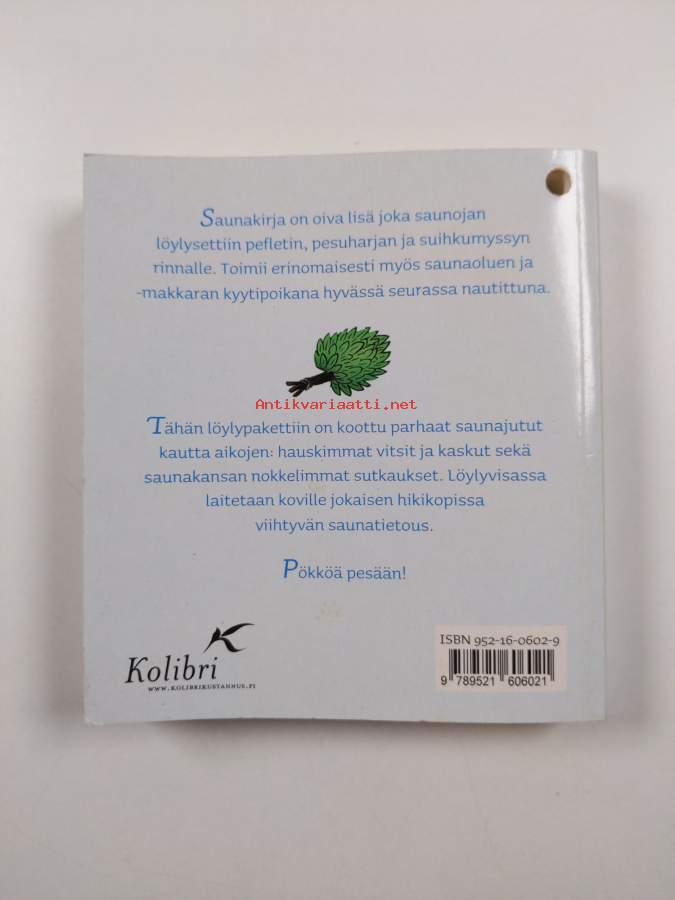 Saunakirja on oiva lisä joka saunojan
löylysettiin pefletin, pesuharjan ja suihkumyssyn
rinnalle. Toimii erinomaisesti myös saunaoluen ja
-makkaran kyytipoikana hyvässä seurassa nautittuna.
Antikvariaatti.net
Tähän löylypakettiin on koottu parhaat saunajutut
kautta aikojen: hauskimmat vitsit ja kaskut sekä
saunakansan nokkelimmat sutkaukset. Löylyvisassa
laitetaan koville jokaisen hikikopissa
viihtyvän saunatietous.
Pökköä pesään!
Kolibri
WWW.KOLIBRIKUSTANNUS.FI
ISBN 952-16-0602-9
9 789521 606021